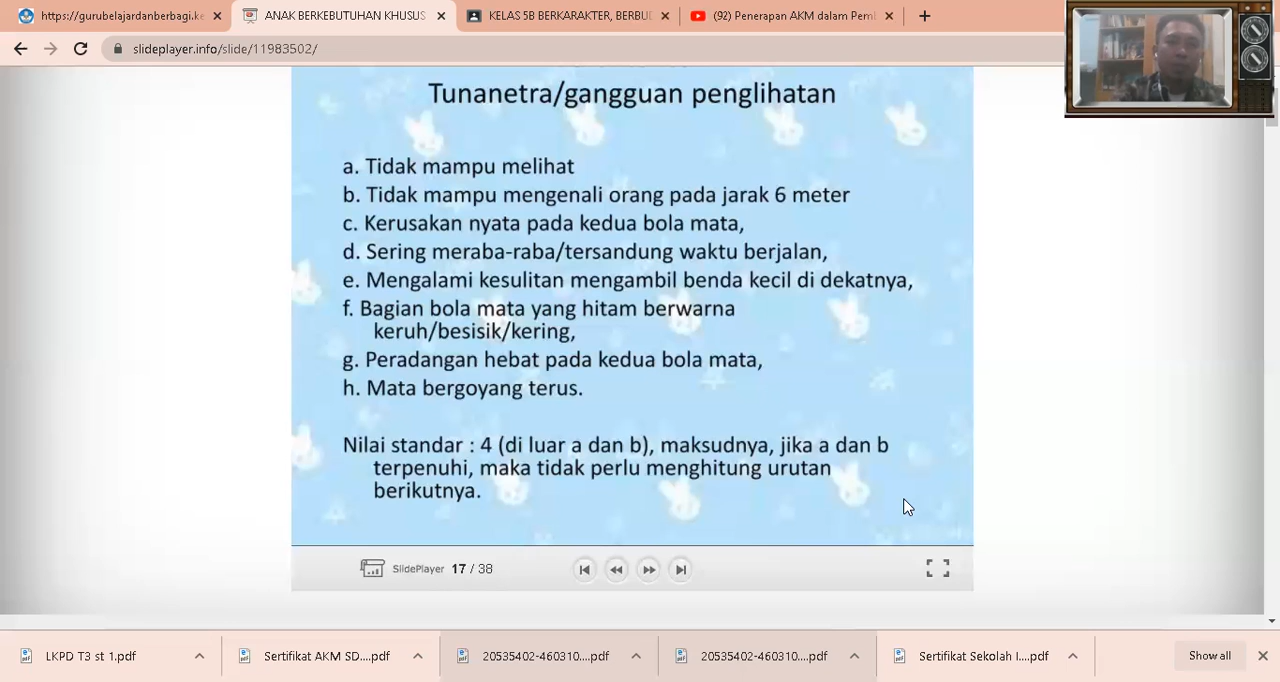 https://gurubelajardanberbagi.ke
ANAK BERKEBUTUHAN KHUSUS
KELAS 5B BERKARAKTER, BERBUD
(92) Penerapan AKM dalam Pemb
slideplayer.info/slide/11983502/
Tunanetra/gangguan penglihatan
a. Tidak mampu melihat
b. Tidak mampu mengenali orang pada jarak 6 meter
c. Kerusakan nyata pada kedua bola mata,
d. Sering meraba-raba/tersandung waktu berjalan,
e. Mengalami kesulitan mengambil benda kecil di dekatnya,
f. Bagian bola mata yang hitam berwarna
keruh/besisik/kering,
g. Peradangan hebat pada kedua bola mata,
h. Mata bergoyang terus.
Nilai standar : 4 (di luar a dan b), maksudnya, jika a dan b
terpenuhi, maka tidak perlu menghitung urutan
berikutnya.
SlidePlayer 17 / 38
LKPD T3 st 1.pdf
Sertifikat AKM SD....pdf
20535402-460310....pdf
20535402-460310....pdf
Sertifikat Sekolah I....pdf
Show all